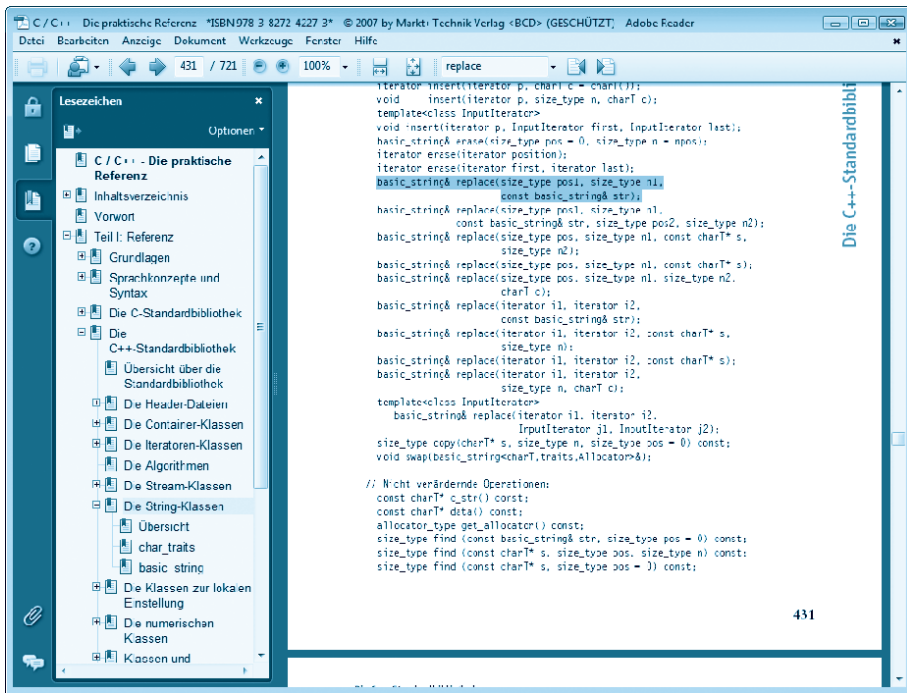 C / C++ - Die praktische Referenz *ISBN 978-3-8272-4227-3* © 2007 by Markt+Technik Verlag <BCD> (GESCHÜTZT) Adobe Reader
Datei Bearbeiten Anzeige Dokument Werkzeuge Fenster Hilfe
431 / 721 100% replace
Lesezeichen
Optionen
C / C++ - Die praktische
Referenz
Inhaltsverzeichnis
Vorwort
Teil I: Referenz
Grundlagen
Sprachkonzepte und
Syntax
Die C-Standardbibliothek
Die
C++-Standardbibliothek
Übersicht über die
Standardbibliothek
Die Header-Dateien
Die Container-Klassen
Die Iteratoren-Klassen
Die Algorithmen
Die Stream-Klassen
Die String-Klassen
Übersicht
char_traits
basic_string
Die Klassen zur lokalen
Einstellung
Die numerischen
Klassen
Klassen und
iterator insert(iterator p, charT c = charT());
void insert(iterator p, size_type n, charT c);
template<class InputIterator>
void insert(iterator p, InputIterator first, InputIterator last);
basic_string& erase(size_type pos = 0, size_type n = npos);
iterator erase(iterator position);
iterator erase(iterator first, iterator last);
basic_string& replace(size_type pos1, size_type n1,
const basic_string& str);
basic_string& replace(size_type pos1, size_type n1,
const basic_string& str, size_type pos2, size_type n2);
basic_string& replace(size_type pos, size_type n1, const charT* s,
size_type n2);
basic_string& replace(size_type pos, size_type n1, const charT* s);
basic_string& replace(size_type pos, size_type n1, size_type n2,
charT c);
basic_string& replace(iterator i1, iterator i2,
const basic_string& str);
basic_string& replace(iterator i1, iterator i2, const charT* s,
size_type n);
basic_string& replace(iterator i1, iterator i2, const charT* s);
basic_string& replace(iterator i1, iterator i2,
size_type n, charT c);
template<class InputIterator>
basic_string& replace(iterator i1, iterator i2,
InputIterator j1, InputIterator j2);
size_type copy(charT* s, size_type n, size_type pos = 0) const;
void swap(basic_string<charT,traits,Allocator>&);
// Nicht verändernde Operationen:
const charT* c_str() const;
const charT* data() const;
allocator_type get_allocator() const;
size_type find (const basic_string& str, size_type pos = 0) const;
size_type find (const charT* s, size_type pos, size_type n) const;
size_type find (const charT* s, size_type pos = 0) const;
Die C++-Standardbibli
431